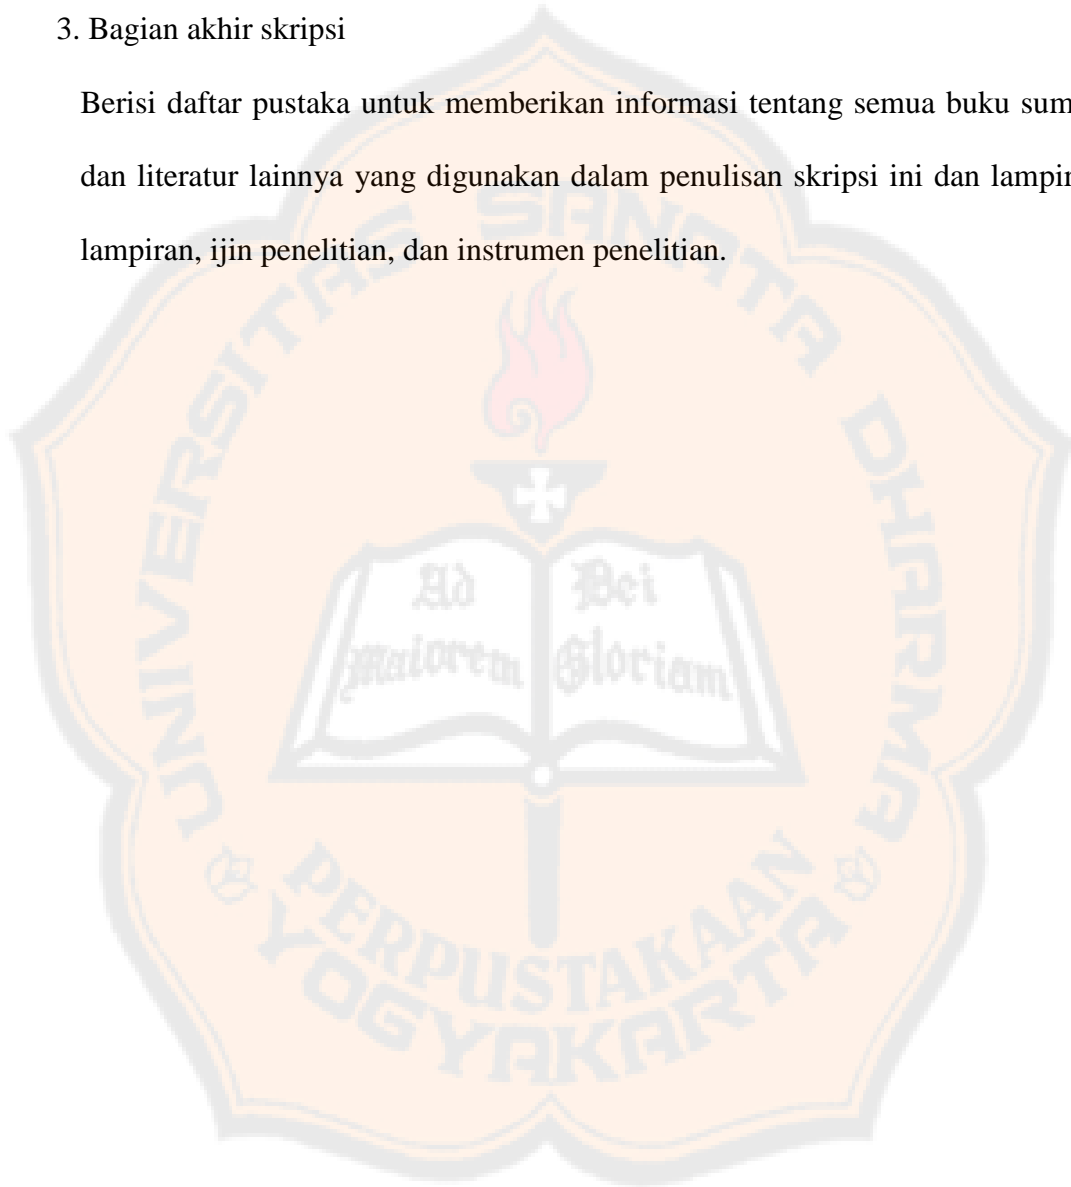 3. Bagian akhir skripsi
Berisi daftar pustaka untuk memberikan informasi tentang semua buku sum
dan literatur lainnya yang digunakan dalam penulisan skripsi ini dan lampir
lampiran, ijin penelitian, dan instrumen penelitian.
UNIVERSITAS SANATA DHARMA
Ad Dei
Maiorem Gloriam
PERPUSTAKAAN
YOGYAKARTA